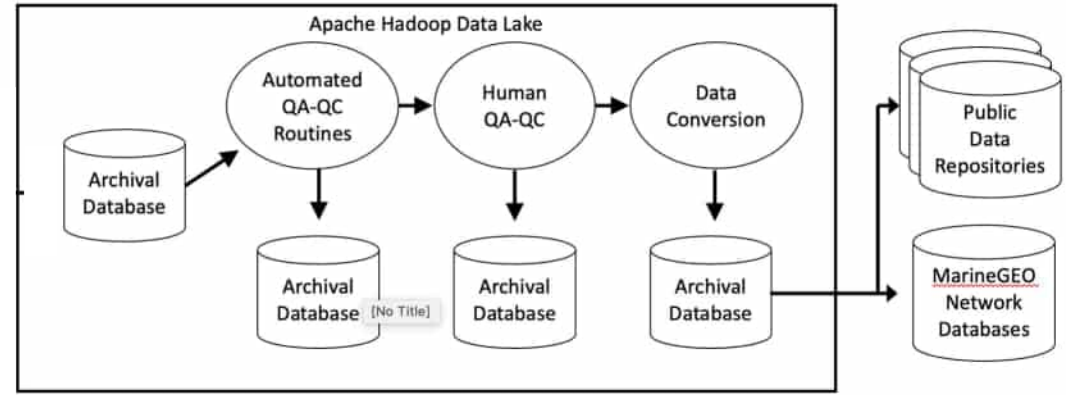 Apache Hadoop Data Lake
Archival
Database
Automated
QA-QC
Routines
Human
QA-QC
Data
Conversion
Archival
Database
[No Title]
Archival
Database
Archival
Database
Public
Data
Repositories
MarineGEO
Network
Databases